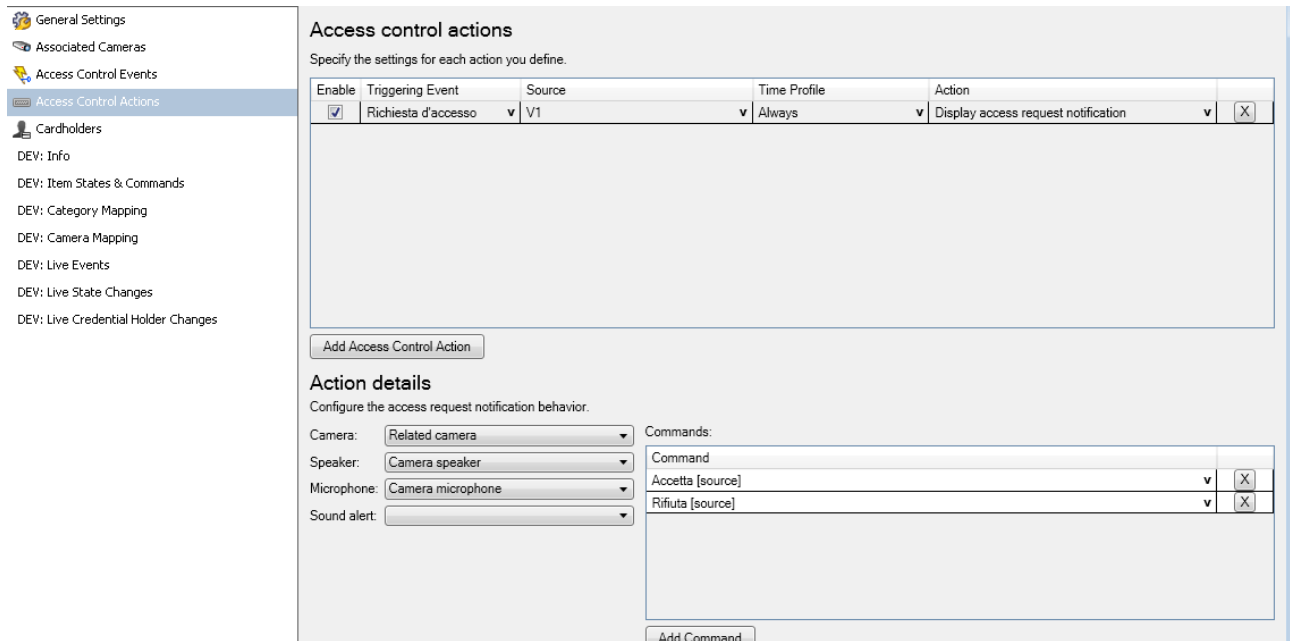 General Settings
Associated Cameras
Access Control Events
Access Control Actions
Cardholders
DEV: Info
DEV: Item States & Commands
DEV: Category Mapping
DEV: Camera Mapping
DEV: Live Events
DEV: Live State Changes
DEV: Live Credential Holder Changes
Access control actions
Specify the settings for each action you define.
Enable Triggering Event Source Time Profile Action
Richiesta d'accesso v V1 v Always v Display access request notification v X
Add Access Control Action
Action details
Configure the access request notification behavior.
Camera: Related camera
Speaker: Camera speaker
Microphone: Camera microphone
Sound alert:
Commands:
Command
Accetta [source] v X
Rifiuta [source] v X
Add Command